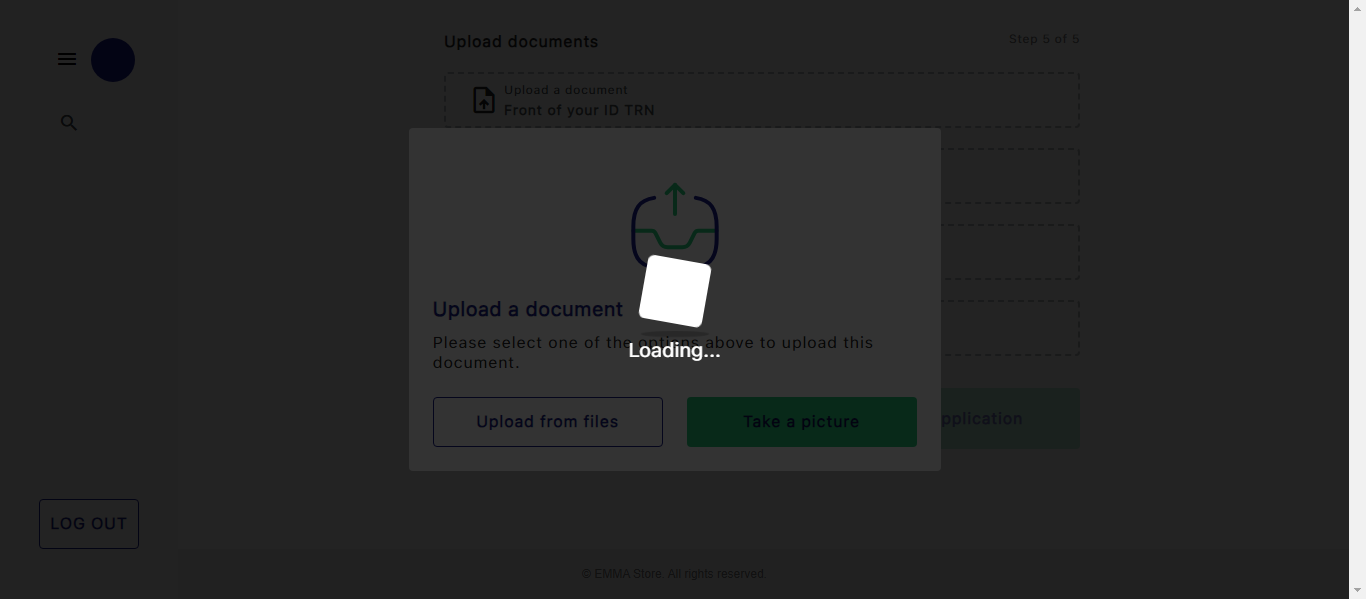 Upload documents
Step 5 of 5
Upload a document
Front of your ID TRN
Upload a document
Please select one of the options above to upload this
document.
Loading...
Upload from files
Take a picture
pplication
LOG OUT
© EMMA Store. All rights reserved.